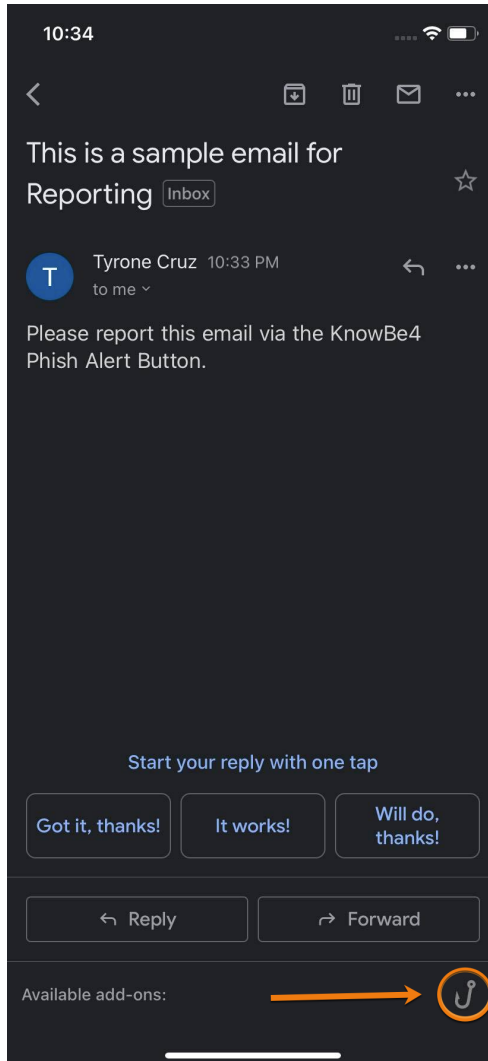 10:34
This is a sample email for
Reporting Inbox
T
Tyrone Cruz 10:33 PM
to me
Please report this email via the KnowBe4
Phish Alert Button.
Start your reply with one tap
Got it, thanks!
It works!
Will do,
thanks!
Reply
Forward
Available add-ons: